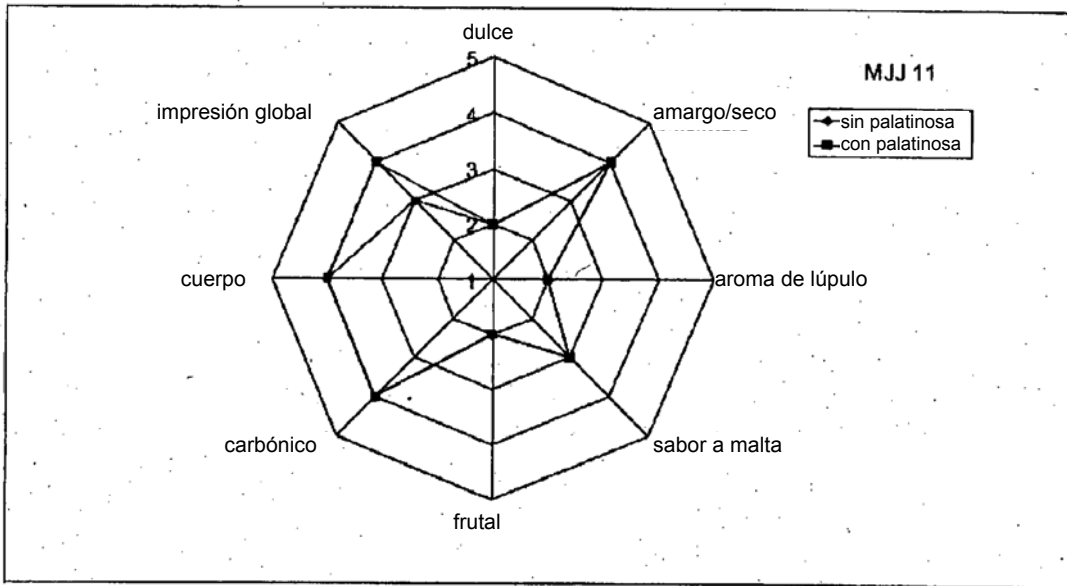 dulce
5
MJJ 11
impresión global
4
amargo/seco
sin palatinosa
con palatinosa
3
2
cuerpo
1
aroma de lúpulo
carbónico
sabor a malta
frutal